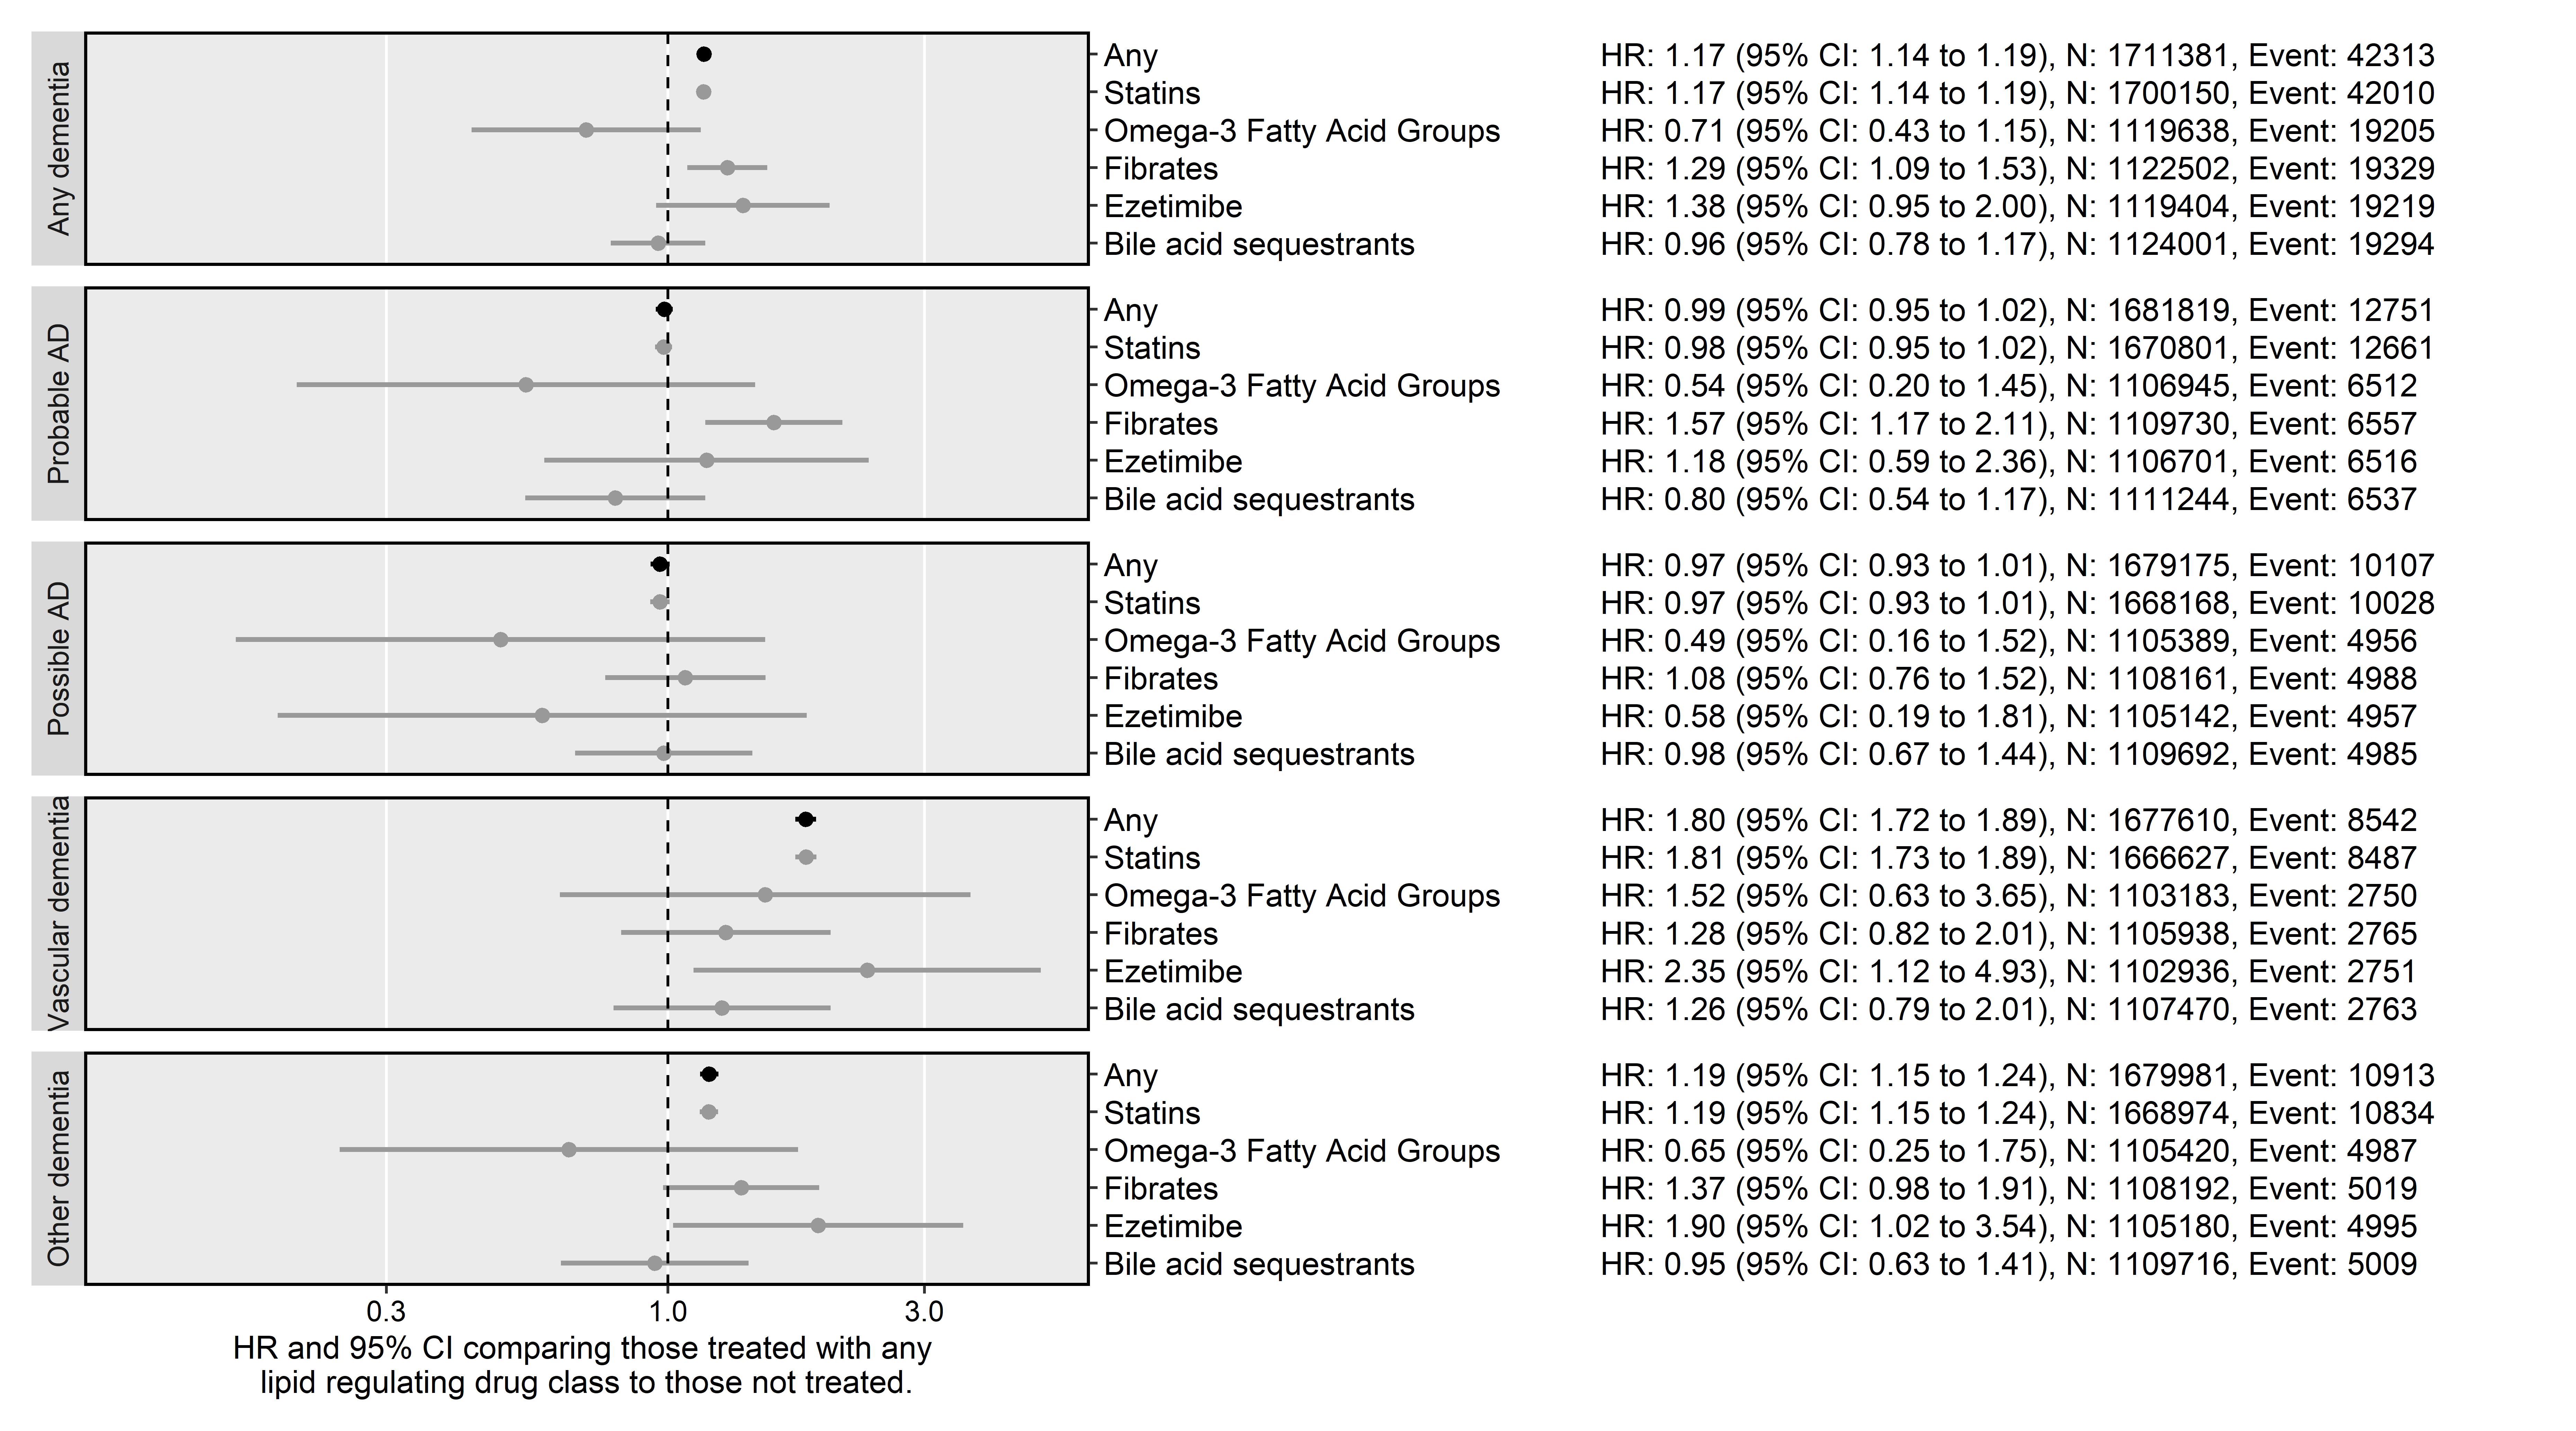 Any dementia
Any HR: 1.17 (95% CI: 1.14 to 1.19), N: 1711381, Event: 42313
Statins HR: 1.17 (95% CI: 1.14 to 1.19), N: 1700150, Event: 42010
Omega-3 Fatty Acid Groups HR: 0.71 (95% CI: 0.43 to 1.15), N: 1119638, Event: 19205
Fibrates HR: 1.29 (95% CI: 1.09 to 1.53), N: 1122502, Event: 19329
Ezetimibe HR: 1.38 (95% CI: 0.95 to 2.00), N: 1119404, Event: 19219
Bile acid sequestrants HR: 0.96 (95% CI: 0.78 to 1.17), N: 1124001, Event: 19294
Probable AD
Any HR: 0.99 (95% CI: 0.95 to 1.02), N: 1681819, Event: 12751
Statins HR: 0.98 (95% CI: 0.95 to 1.02), N: 1670801, Event: 12661
Omega-3 Fatty Acid Groups HR: 0.54 (95% CI: 0.20 to 1.45), N: 1106945, Event: 6512
Fibrates HR: 1.57 (95% CI: 1.17 to 2.11), N: 1109730, Event: 6557
Ezetimibe HR: 1.18 (95% CI: 0.59 to 2.36), N: 1106701, Event: 6516
Bile acid sequestrants HR: 0.80 (95% CI: 0.54 to 1.17), N: 1111244, Event: 6537
Possible AD
Any HR: 0.97 (95% CI: 0.93 to 1.01), N: 1679175, Event: 10107
Statins HR: 0.97 (95% CI: 0.93 to 1.01), N: 1668168, Event: 10028
Omega-3 Fatty Acid Groups HR: 0.49 (95% CI: 0.16 to 1.52), N: 1105389, Event: 4956
Fibrates HR: 1.08 (95% CI: 0.76 to 1.52), N: 1108161, Event: 4988
Ezetimibe HR: 0.58 (95% CI: 0.19 to 1.81), N: 1105142, Event: 4957
Bile acid sequestrants HR: 0.98 (95% CI: 0.67 to 1.44), N: 1109692, Event: 4985
Vascular dementia
Any HR: 1.80 (95% CI: 1.72 to 1.89), N: 1677610, Event: 8542
Statins HR: 1.81 (95% CI: 1.73 to 1.89), N: 1666627, Event: 8487
Omega-3 Fatty Acid Groups HR: 1.52 (95% CI: 0.63 to 3.65), N: 1103183, Event: 2750
Fibrates HR: 1.28 (95% CI: 0.82 to 2.01), N: 1105938, Event: 2765
Ezetimibe HR: 2.35 (95% CI: 1.12 to 4.93), N: 1102936, Event: 2751
Bile acid sequestrants HR: 1.26 (95% CI: 0.79 to 2.01), N: 1107470, Event: 2763
Other dementia
Any HR: 1.19 (95% CI: 1.15 to 1.24), N: 1679981, Event: 10913
Statins HR: 1.19 (95% CI: 1.15 to 1.24), N: 1668974, Event: 10834
Omega-3 Fatty Acid Groups HR: 0.65 (95% CI: 0.25 to 1.75), N: 1105420, Event: 4987
Fibrates HR: 1.37 (95% CI: 0.98 to 1.91), N: 1108192, Event: 5019
Ezetimibe HR: 1.90 (95% CI: 1.02 to 3.54), N: 1105180, Event: 4995
Bile acid sequestrants HR: 0.95 (95% CI: 0.63 to 1.41), N: 1109716, Event: 5009
0.3 1.0 3.0
HR and 95% CI comparing those treated with any
lipid regulating drug class to those not treated.